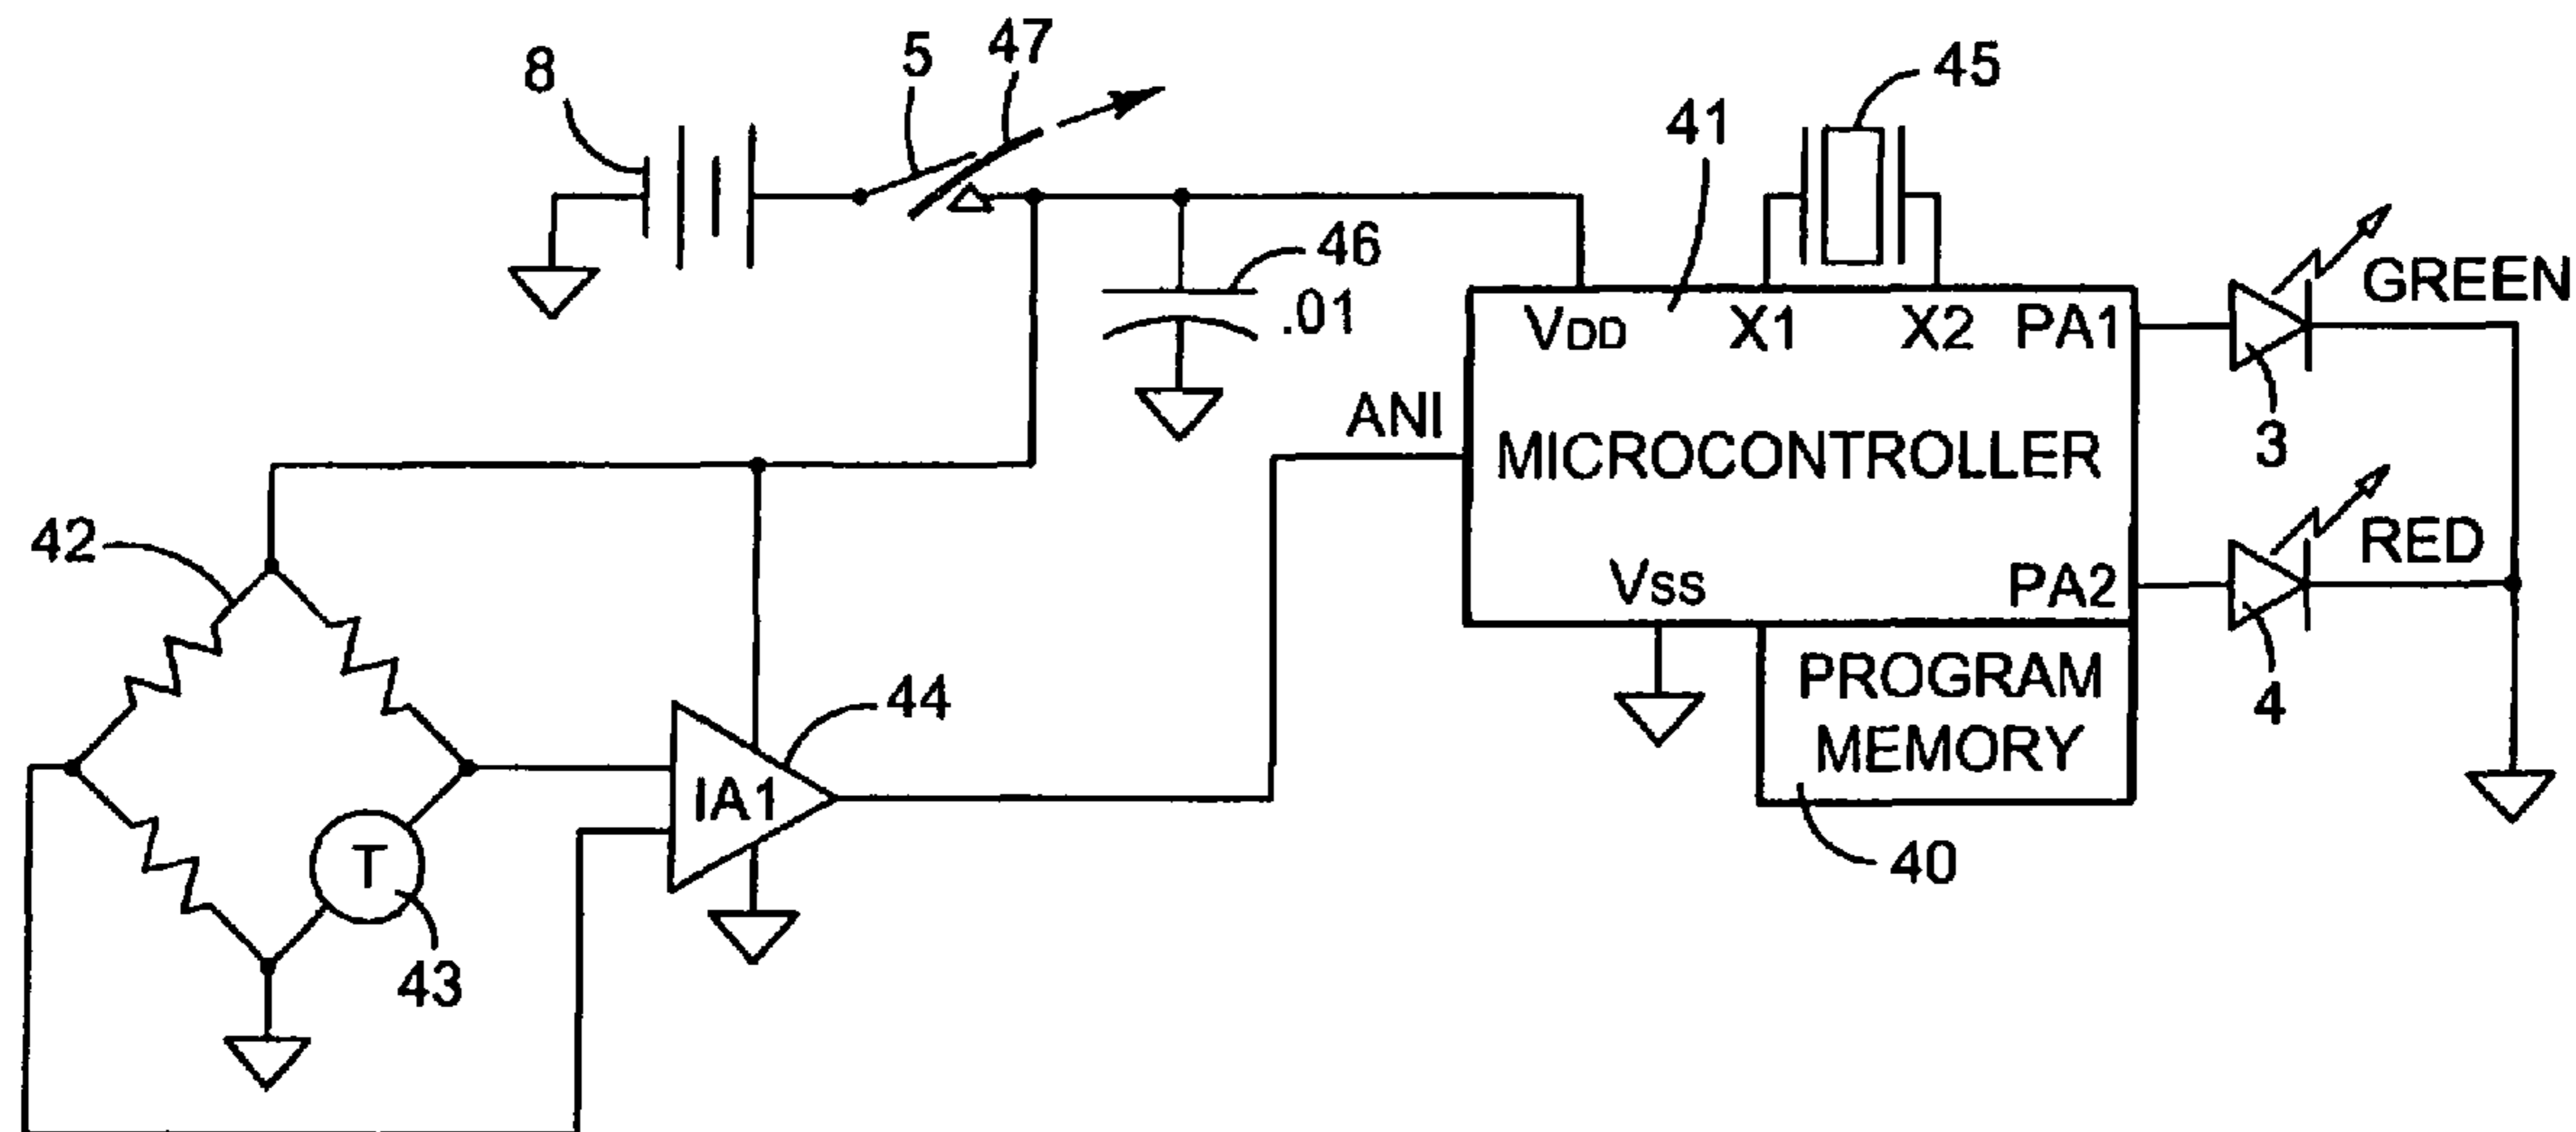 8
5
47
45
41
46
.01
GREEN
VDD
X1
X2
PA1
3
ANI
MICROCONTROLLER
42
RED
VSS
PA2
4
PROGRAM
MEMORY
44
IA1
T
40
43